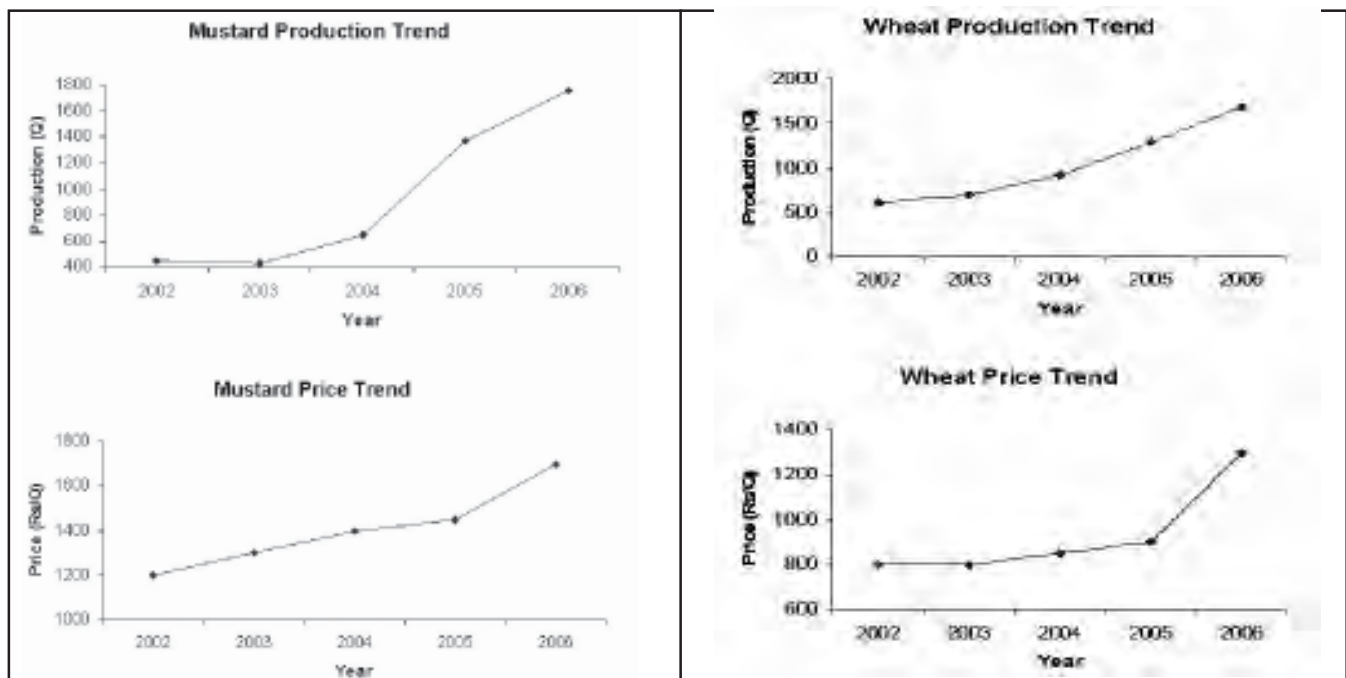 Mustard Production Trend
Production (Q)
1800
1600
1400
1200
1000
800
600
400
2002 2003 2004 2005 2006
Year
Mustard Price Trend
Price (Rs/Q)
1800
1600
1400
1200
1000
2002 2003 2004 2005 2006
Year
Wheat Production Trend
Production (Q)
2000
1500
1000
500
0
2002 2003 2004 2005 2006
Year
Wheat Price Trend
Price (Rs/Q)
1400
1200
1000
800
600
2002 2003 2004 2005 2006
Year